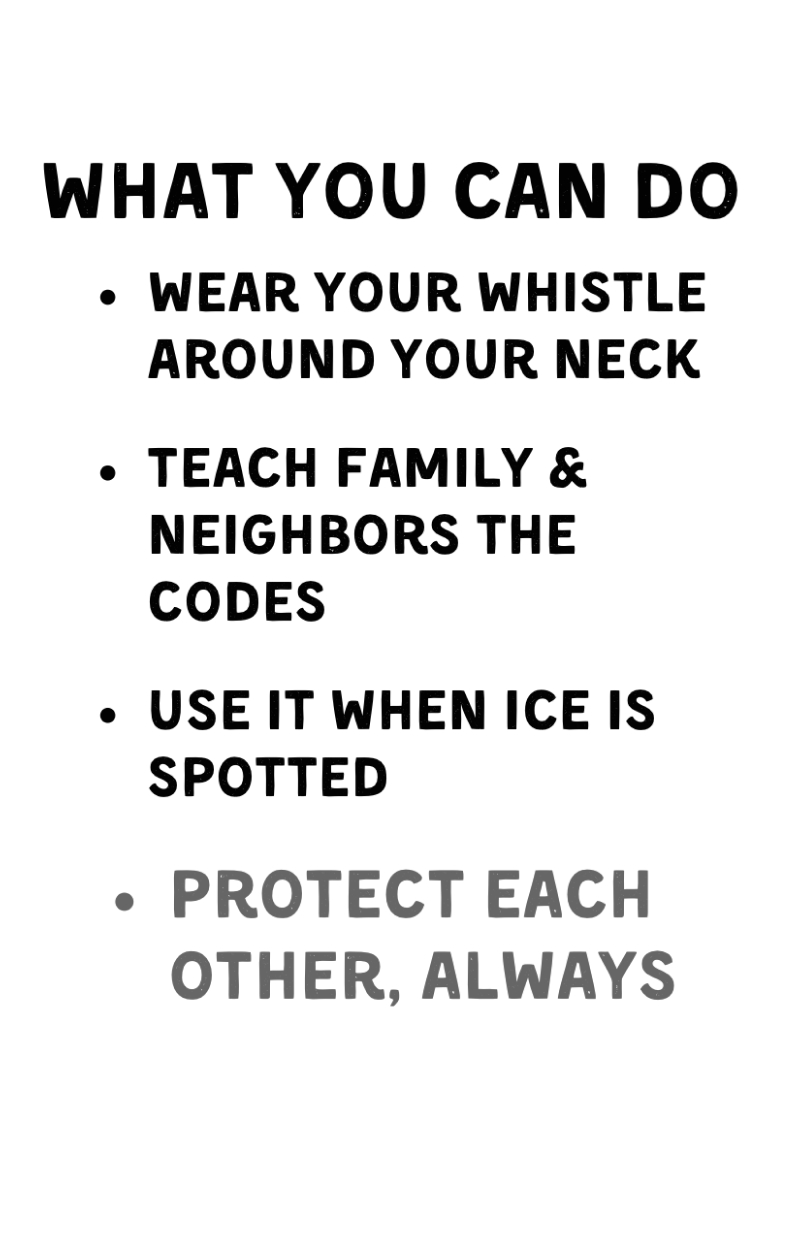 WHAT YOU CAN DO
• WEAR YOUR WHISTLE
AROUND YOUR NECK
• TEACH FAMILY &
NEIGHBORS THE
CODES
• USE IT WHEN ICE IS
SPOTTED
• PROTECT EACH
OTHER, ALWAYS